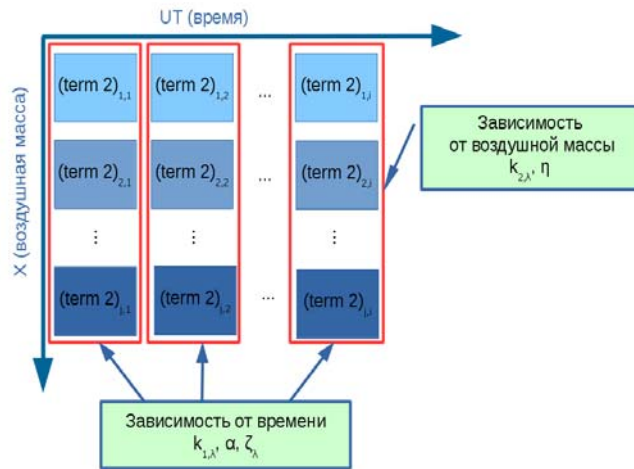 UT (время)
X (воздушная масса)
(term 2)1,1 (term 2)1,2 ... (term 2)1,i
(term 2)2,1 (term 2)2,2 ... (term 2)2,i
⋮ ⋮ ⋮
(term 2)j,1 (term 2)j,2 ... (term 2)j,i
Зависимость
от воздушной массы
k2,λ, η
Зависимость от времени
k1,λ, α, ζλ